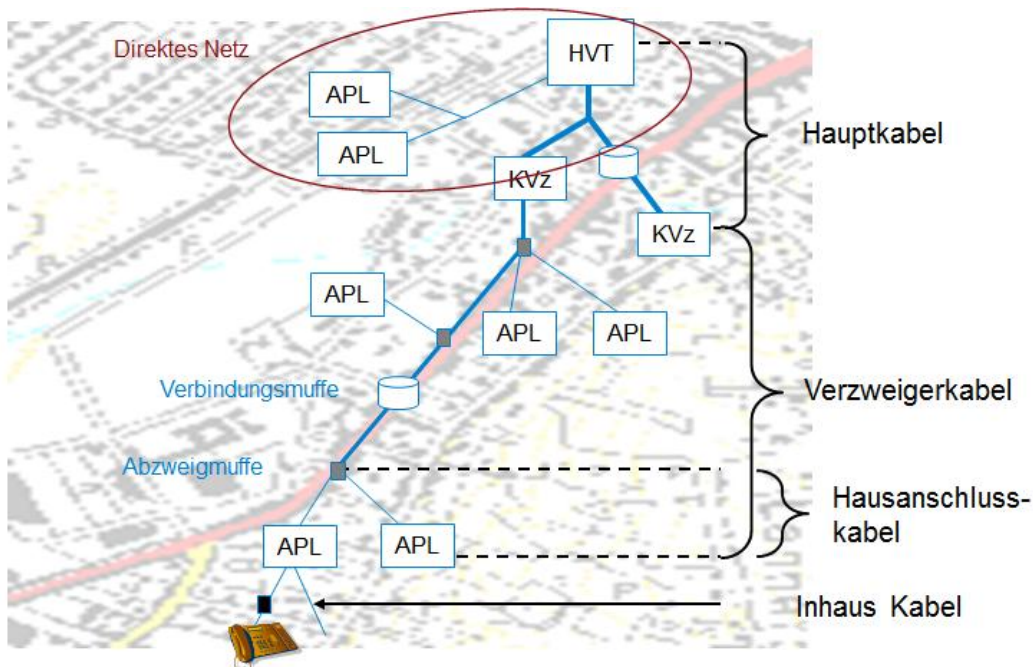 Direktes Netz
HVT
APL
APL
Hauptkabel
KVz
KVz
APL
APL
APL
Verbindungsmuffe
Verzweigerkabel
Abzweigmuffe
Hausanschluss-
kabel
APL
APL
Inhaus Kabel